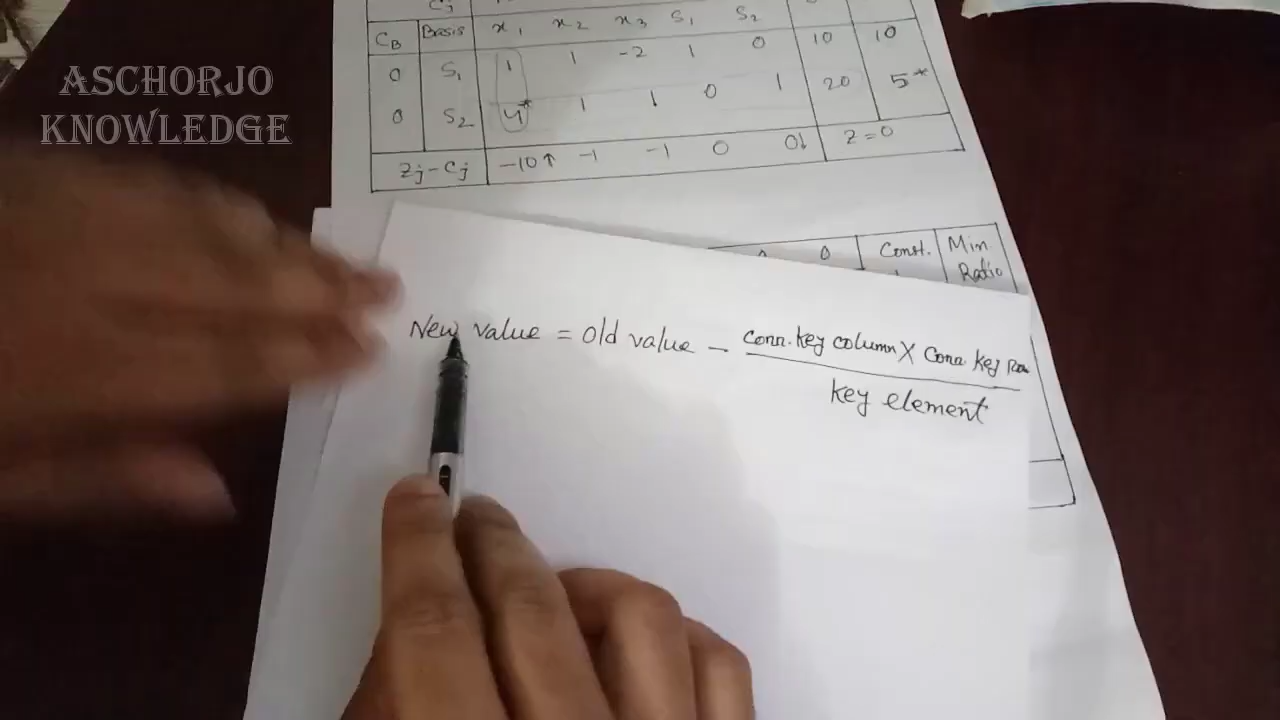 ASCHORJO
KNOWLEDGE
Cj
CB Basis x1 x2 x3 S1 S2
0 S1 1 1 -2 1 0 10 10
0 S2 4* 1 1 0 1 20 5*
Zj-Cj -10↑ -1 -1 0 0↓ Z=0
0 Const. Min.
Ratio
New value = old value - Corr. key column X Corr. key Ro
key element